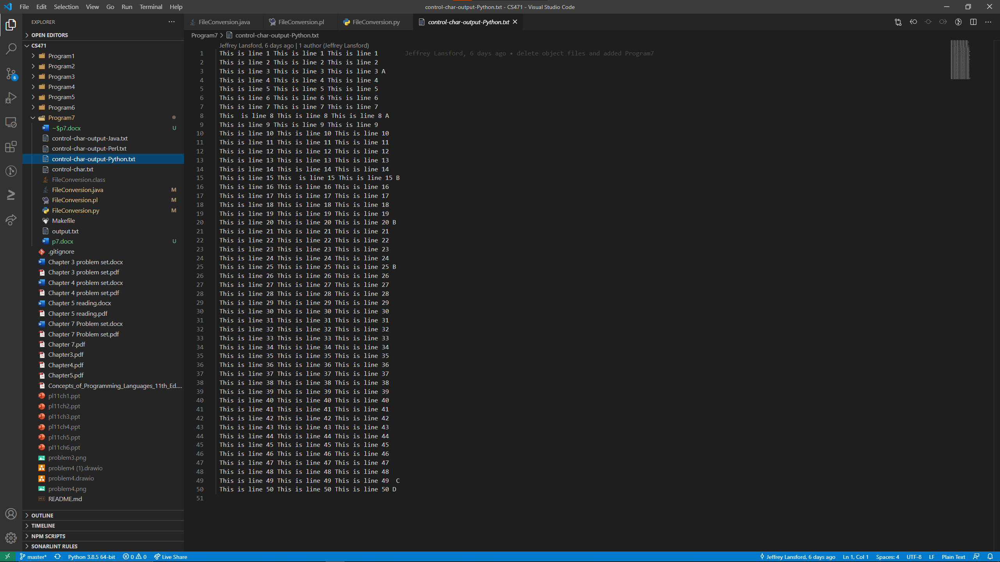 File Edit Selection View Go Run Terminal Help
control-char-output-Python.txt - CS471 - Visual Studio Code
EXPLORER
OPEN EDITORS
CS471
Program1
Program2
Program3
Program4
Program5
Program6
Program7
~$p7.docx U
control-char-output-Java.txt
control-char-output-Perl.txt
control-char-output-Python.txt
control-char.txt
FileConversion.class
FileConversion.java M
FileConversion.pl M
FileConversion.py M
Makefile
output.txt
p7.docx U
.gitignore
Chapter 3 problem set.docx
Chapter 3 problem set.pdf
Chapter 4 problem set.docx
Chapter 4 problem set.pdf
Chapter 5 reading.docx
Chapter 5 reading.pdf
Chapter 7 Problem set.docx
Chapter 7 Problem set.pdf
Chapter 7.pdf
Chapter3.pdf
Chapter4.pdf
Chapter5.pdf
Concepts_of_Programming_Languages_11th_Ed....
pl11ch1.ppt
pl11ch2.ppt
pl11ch3.ppt
pl11ch4.ppt
pl11ch5.ppt
pl11ch6.ppt
problem3.png
problem4 (1).drawio
problem4.drawio
problem4.png
README.md
OUTLINE
TIMELINE
NPM SCRIPTS
SONARLINT RULES
6
FileConversion.java FileConversion.pl FileConversion.py control-char-output-Python.txt
Program7 > control-char-output-Python.txt
Jeffrey Lansford, 6 days ago | 1 author (Jeffrey Lansford)
1 This is line 1 This is line 1 This is line 1 Jeffrey Lansford, 6 days ago • delete object files and added Program7
2 This is line 2 This is line 2 This is line 2
3 This is line 3 This is line 3 This is line 3 A
4 This is line 4 This is line 4 This is line 4
5 This is line 5 This is line 5 This is line 5
6 This is line 6 This is line 6 This is line 6
7 This is line 7 This is line 7 This is line 7
8 This  is line 8 This is line 8 This is line 8 A
9 This is line 9 This is line 9 This is line 9
10 This is line 10 This is line 10 This is line 10
11 This is line 11 This is line 11 This is line 11
12 This is line 12 This is line 12 This is line 12
13 This is line 13 This is line 13 This is line 13
14 This is line 14 This is line 14 This is line 14
15 This is line 15 This  is line 15 This is line 15 B
16 This is line 16 This is line 16 This is line 16
17 This is line 17 This is line 17 This is line 17
18 This is line 18 This is line 18 This is line 18
19 This is line 19 This is line 19 This is line 19
20 This is line 20 This is line 20 This is line 20 B
21 This is line 21 This is line 21 This is line 21
22 This is line 22 This is line 22 This is line 22
23 This is line 23 This is line 23 This is line 23
24 This is line 24 This is line 24 This is line 24
25 This is line 25 This is line 25 This is line 25 B
26 This is line 26 This is line 26 This is line 26
27 This is line 27 This is line 27 This is line 27
28 This is line 28 This is line 28 This is line 28
29 This is line 29 This is line 29 This is line 29
30 This is line 30 This is line 30 This is line 30
31 This is line 31 This is line 31 This is line 31
32 This is line 32 This is line 32 This is line 32
33 This is line 33 This is line 33 This is line 33
34 This is line 34 This is line 34 This is line 34
35 This is line 35 This is line 35 This is line 35
36 This is line 36 This is line 36 This is line 36
37 This is line 37 This is line 37 This is line 37
38 This is line 38 This is line 38 This is line 38
39 This is line 39 This is line 39 This is line 39
40 This is line 40 This is line 40 This is line 40
41 This is line 41 This is line 41 This is line 41
42 This is line 42 This is line 42 This is line 42
43 This is line 43 This is line 43 This is line 43
44 This is line 44 This is line 44 This is line 44
45 This is line 45 This is line 45 This is line 45
46 This is line 46 This is line 46 This is line 46
47 This is line 47 This is line 47 This is line 47
48 This is line 48 This is line 48 This is line 48
49 This is line 49 This is line 49 This is line 49  C
50 This is line 50 This is line 50 This is line 50 D
51
master* Python 3.8.5 64-bit 0 0 Live Share Jeffrey Lansford, 6 days ago Ln 1, Col 1 Spaces: 4 UTF-8 LF Plain Text